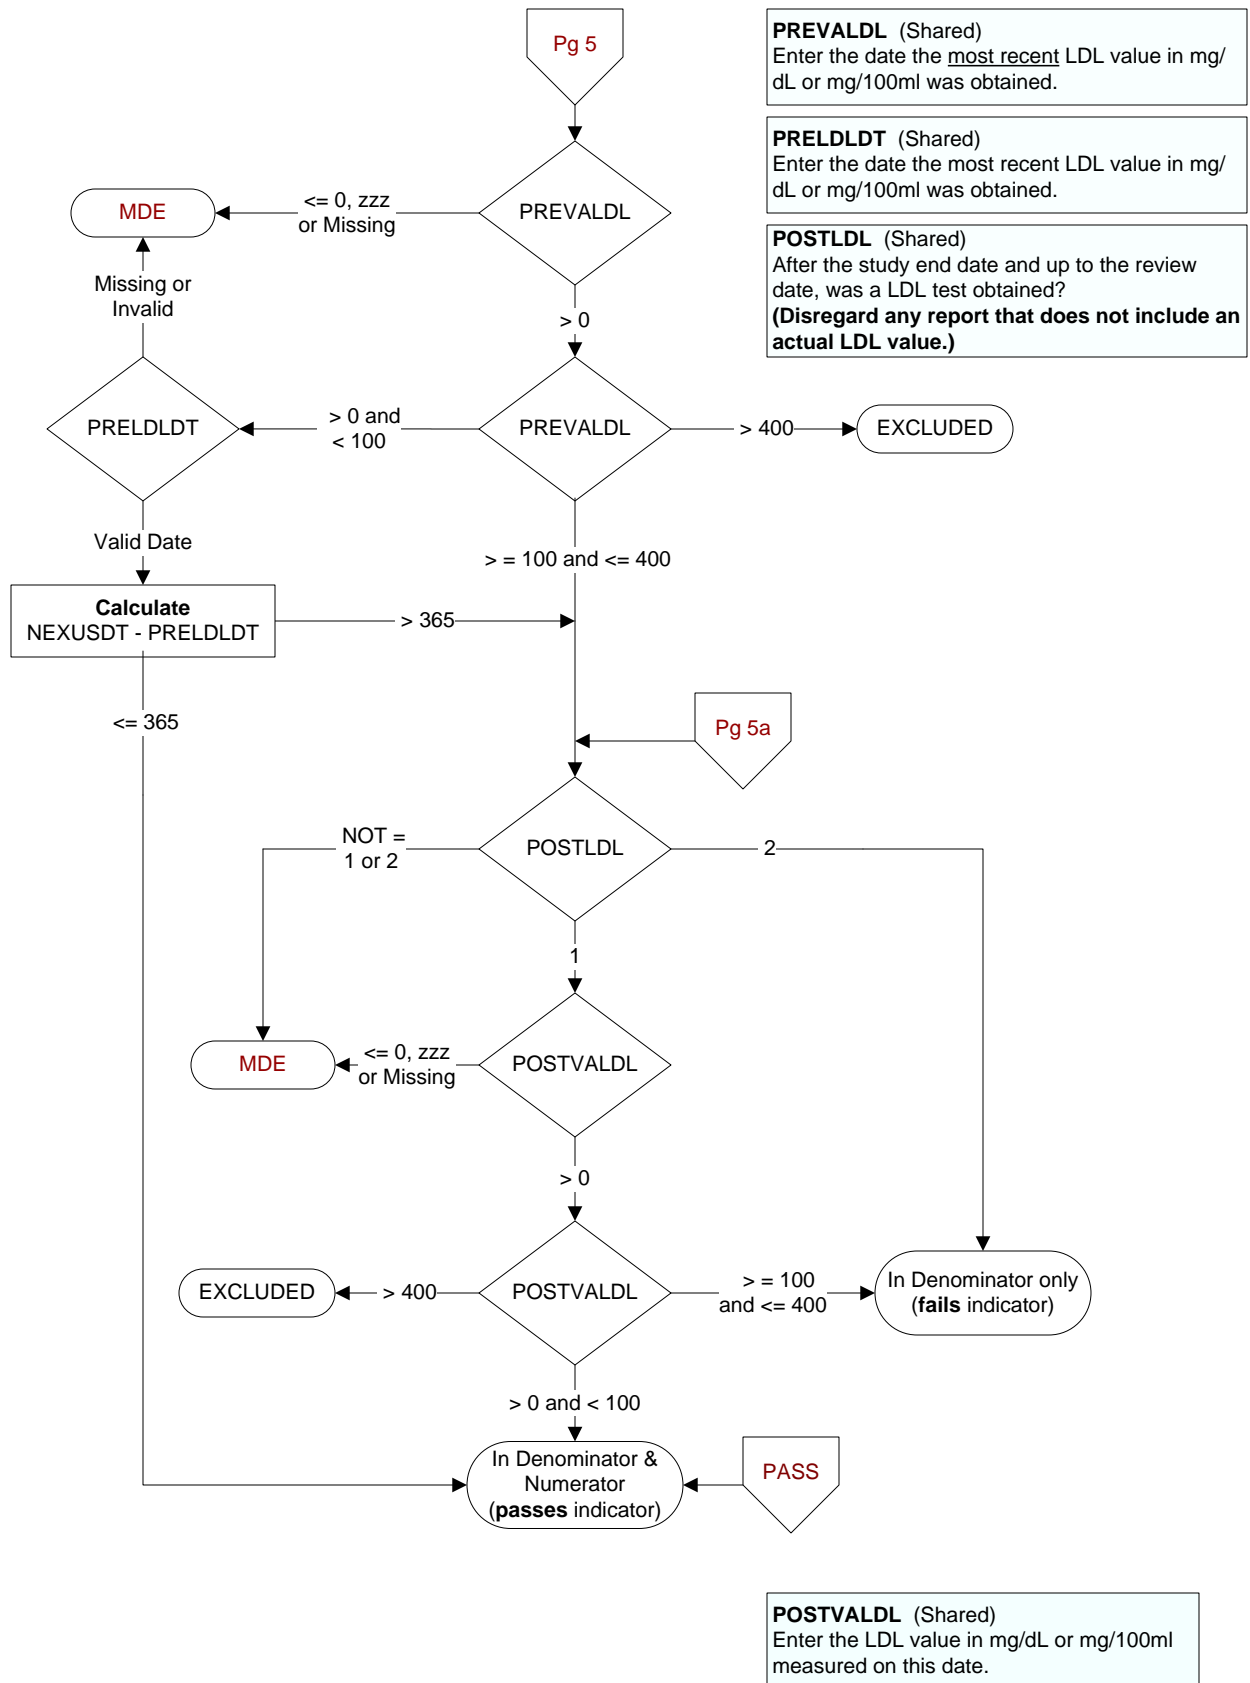 Pg 5
PREVALDL (Shared)
Enter the date the most recent LDL value in mg/
dL or mg/100ml was obtained.
PRELDLDT (Shared)
Enter the date the most recent LDL value in mg/
dL or mg/100ml was obtained.
POSTLDL (Shared)
After the study end date and up to the review
date, was a LDL test obtained?
(Disregard any report that does not include an
actual LDL value.)
MDE
<= 0, zzz
or Missing
PREVALDL
Missing or
Invalid
> 0
PRELDLDT
> 0 and
< 100
PREVALDL
> 400
EXCLUDED
Valid Date
> = 100 and <= 400
Calculate
NEXUSDT - PRELDLDT
> 365
<= 365
Pg 5a
NOT =
1 or 2
POSTLDL
2
1
MDE
<= 0, zzz
or Missing
POSTVALDL
> 0
EXCLUDED
> 400
POSTVALDL
> = 100
and <= 400
In Denominator only
(fails indicator)
> 0 and < 100
In Denominator &
Numerator
(passes indicator)
PASS
POSTVALDL (Shared)
Enter the LDL value in mg/dL or mg/100ml
measured on this date.